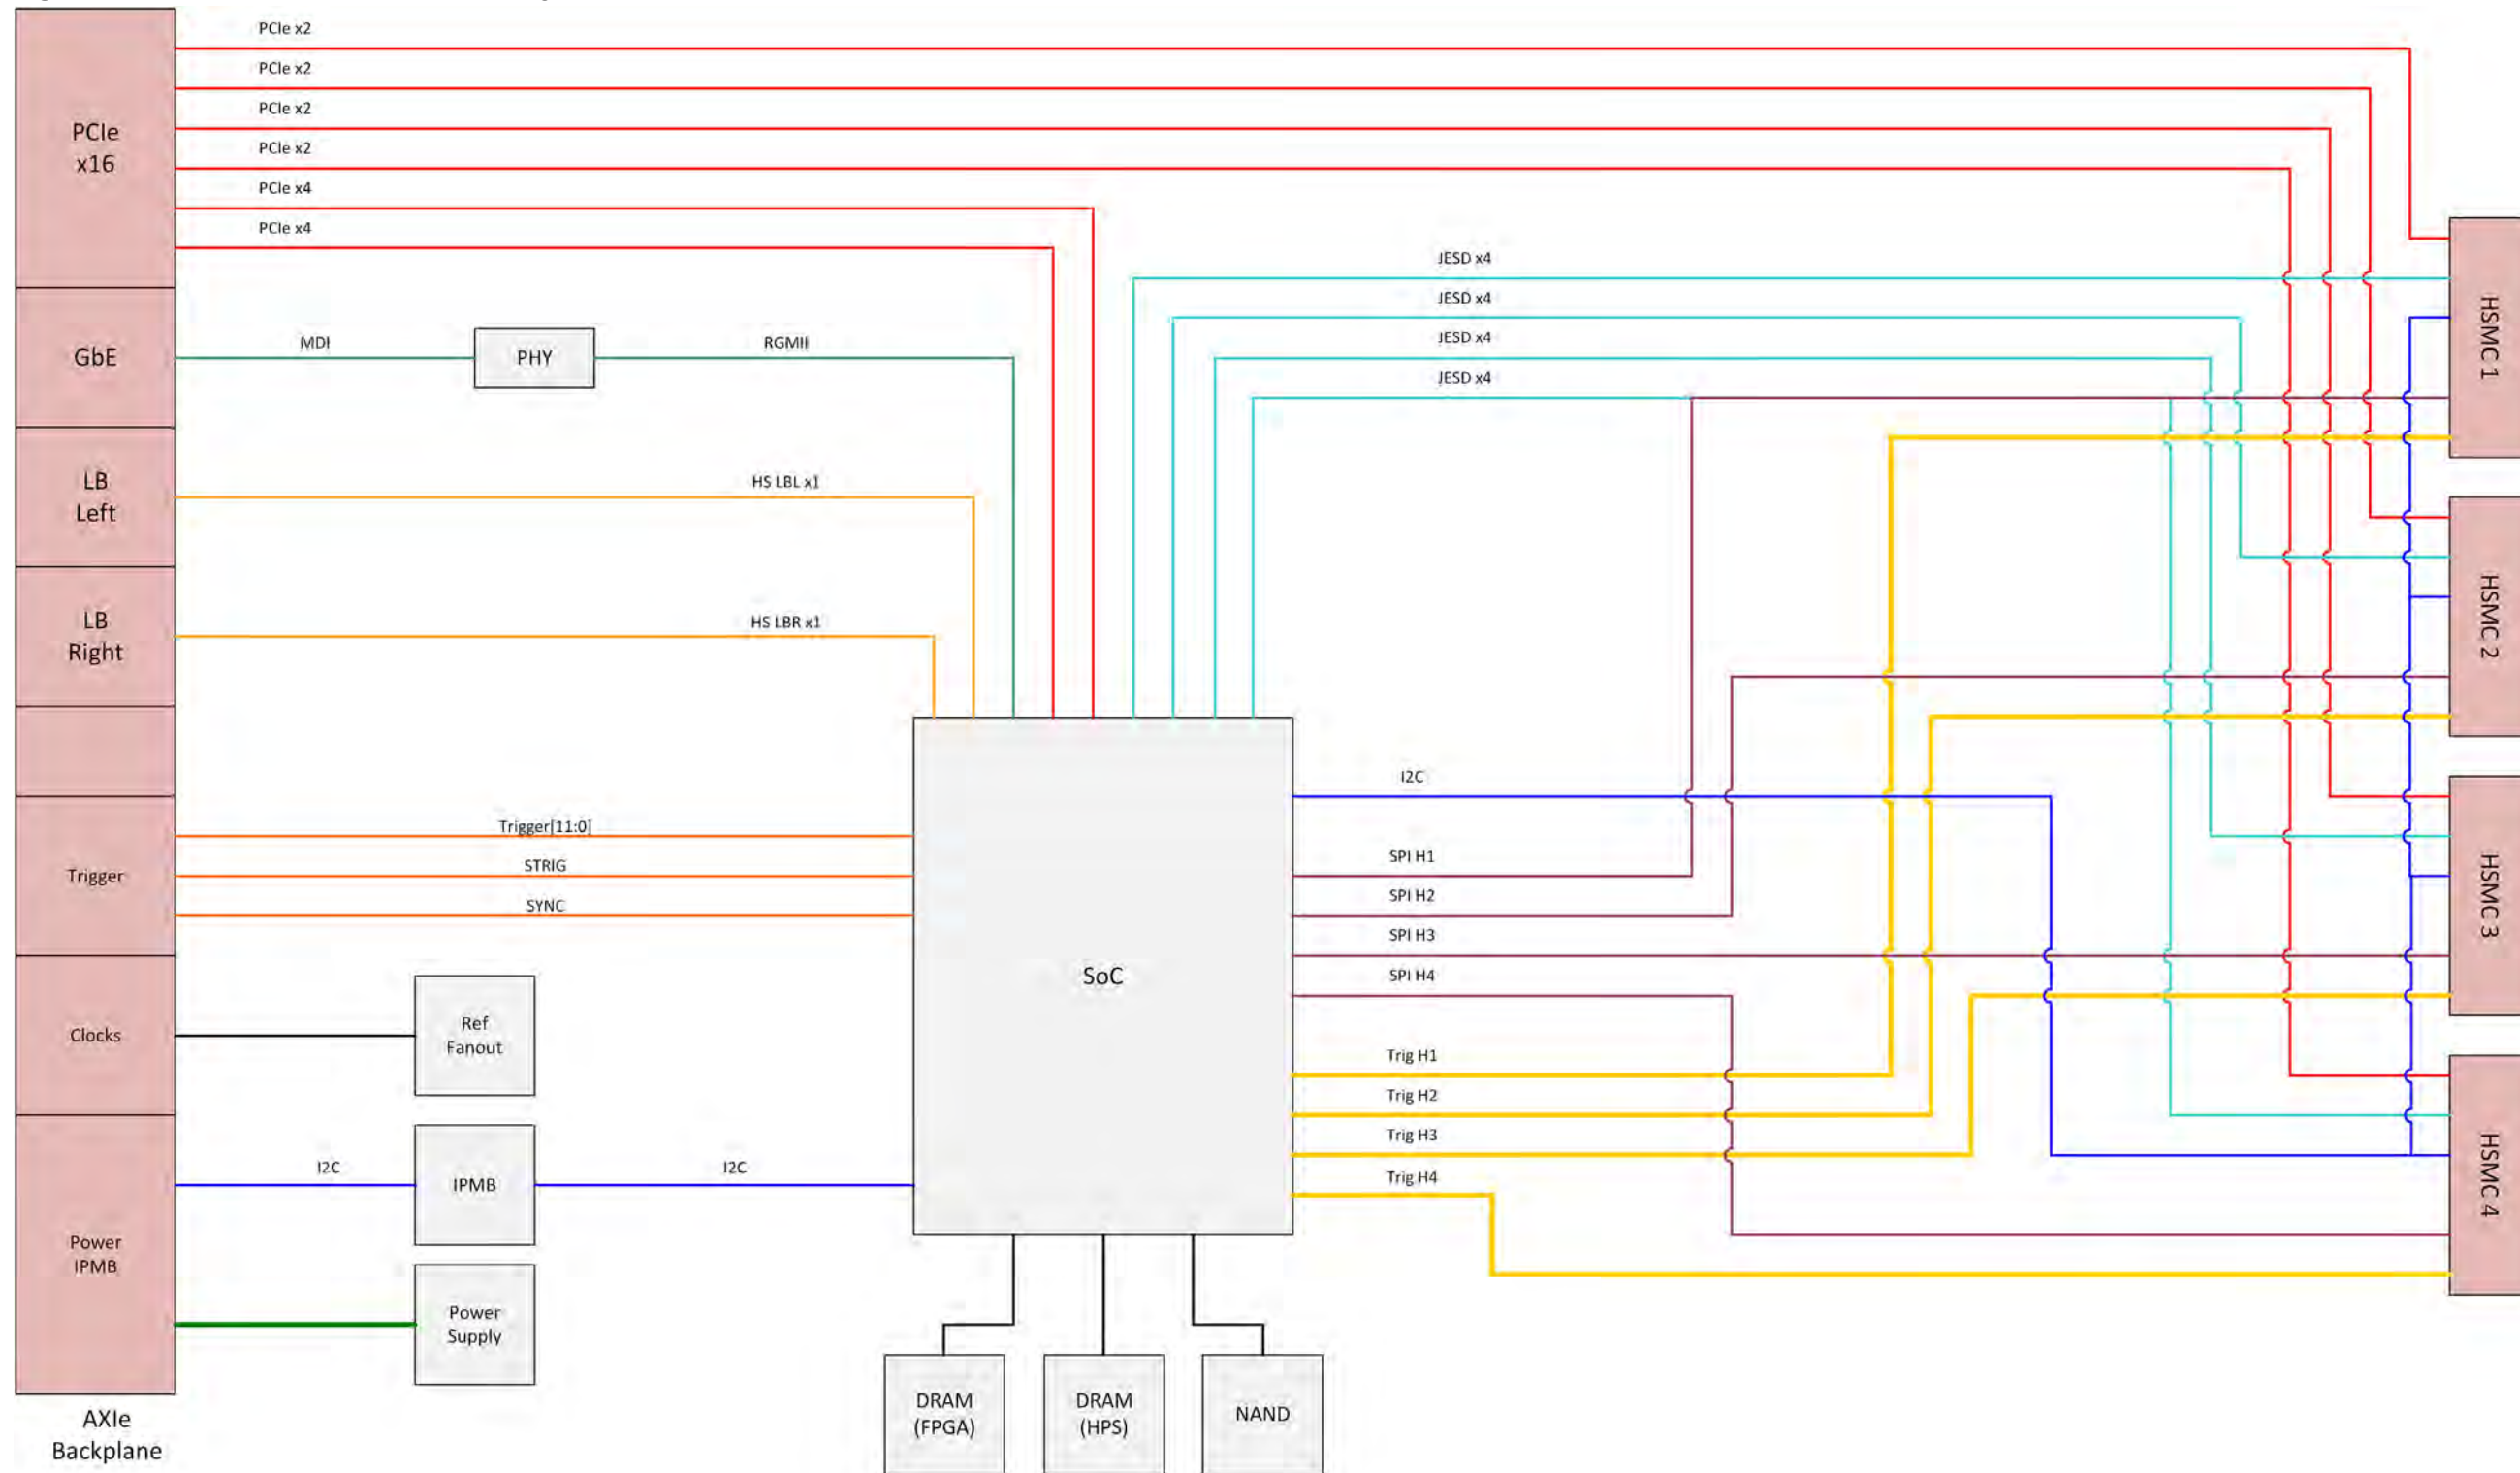 PCIe x2
PCIe x2
PCIe x2
PCIe x2
PCIe x4
PCIe x4
PCIe
x16
GbE
MDI
PHY
RGMII
LB
Left
HS LBL x1
LB
Right
HS LBR x1
JESD x4
JESD x4
JESD x4
JESD x4
HSMC 1
HSMC 2
HSMC 3
HSMC 4
Trigger
Trigger[11:0]
STRIG
SYNC
SoC
I2C
SPI H1
SPI H2
SPI H3
SPI H4
Trig H1
Trig H2
Trig H3
Trig H4
Clocks
Ref
Fanout
Power
IPMB
I2C
IPMB
I2C
Power
Supply
DRAM
(FPGA)
DRAM
(HPS)
NAND
AXIe
Backplane